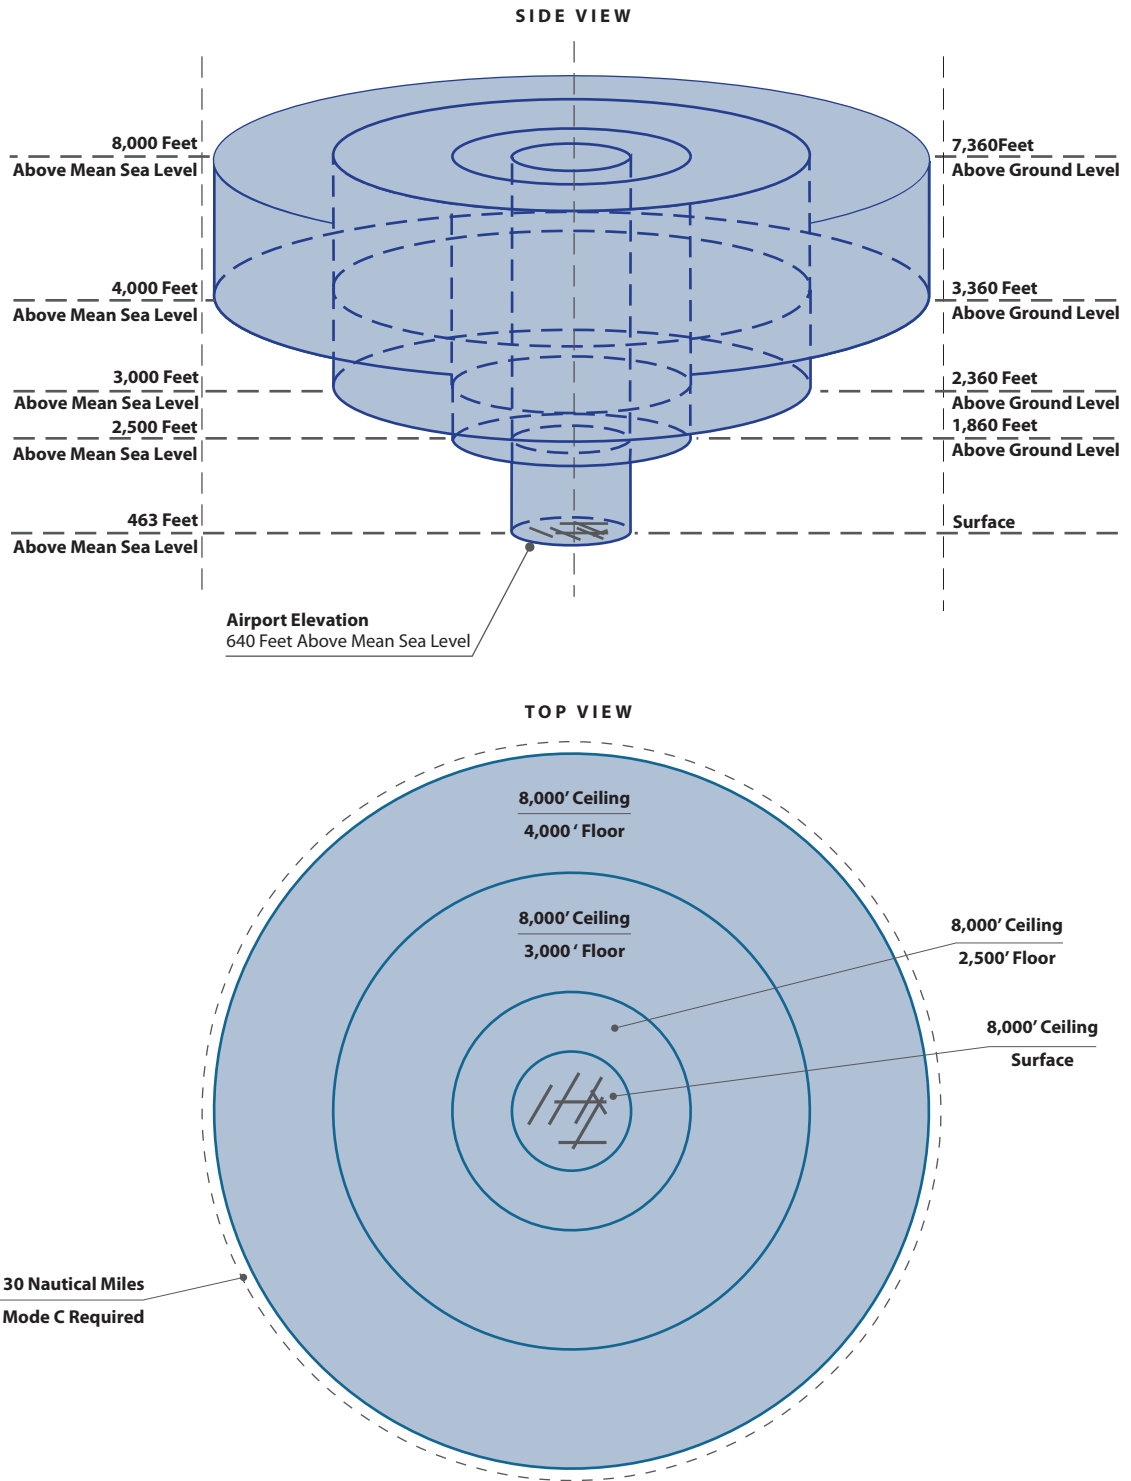 SIDE VIEW
8,000 Feet
Above Mean Sea Level
7,360Feet
Above Ground Level
4,000 Feet
Above Mean Sea Level
3,360 Feet
Above Ground Level
3,000 Feet
Above Mean Sea Level
2,360 Feet
Above Ground Level
2,500 Feet
Above Mean Sea Level
1,860 Feet
Above Ground Level
463 Feet
Above Mean Sea Level
Surface
Airport Elevation
640 Feet Above Mean Sea Level
TOP VIEW
8,000’ Ceiling
4,000 ‘ Floor
8,000’ Ceiling
3,000 ‘ Floor
8,000’ Ceiling
2,500’ Floor
8,000’ Ceiling
Surface
30 Nautical Miles
Mode C Required